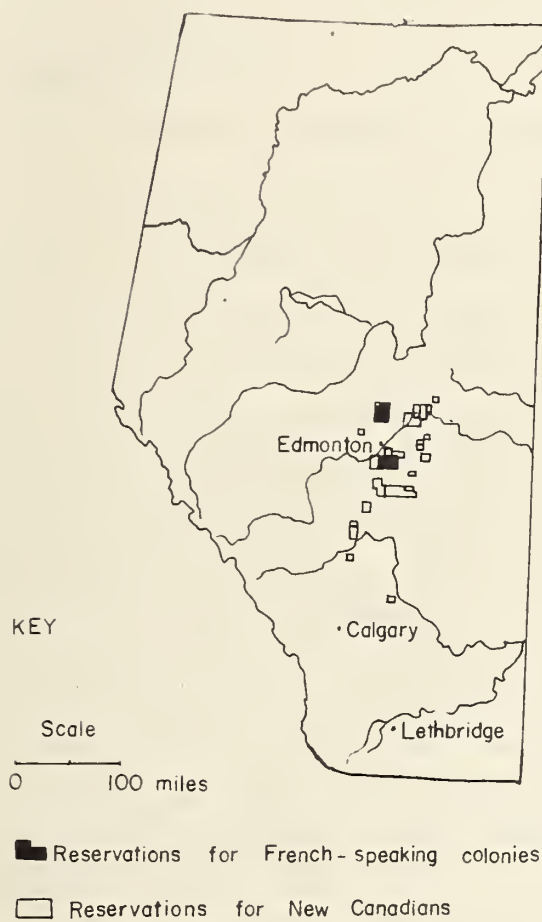 Edmonton
Calgary
Lethbridge
KEY
Scale
0 100 miles
Reservations for French-speaking colonies
Reservations for New Canadians